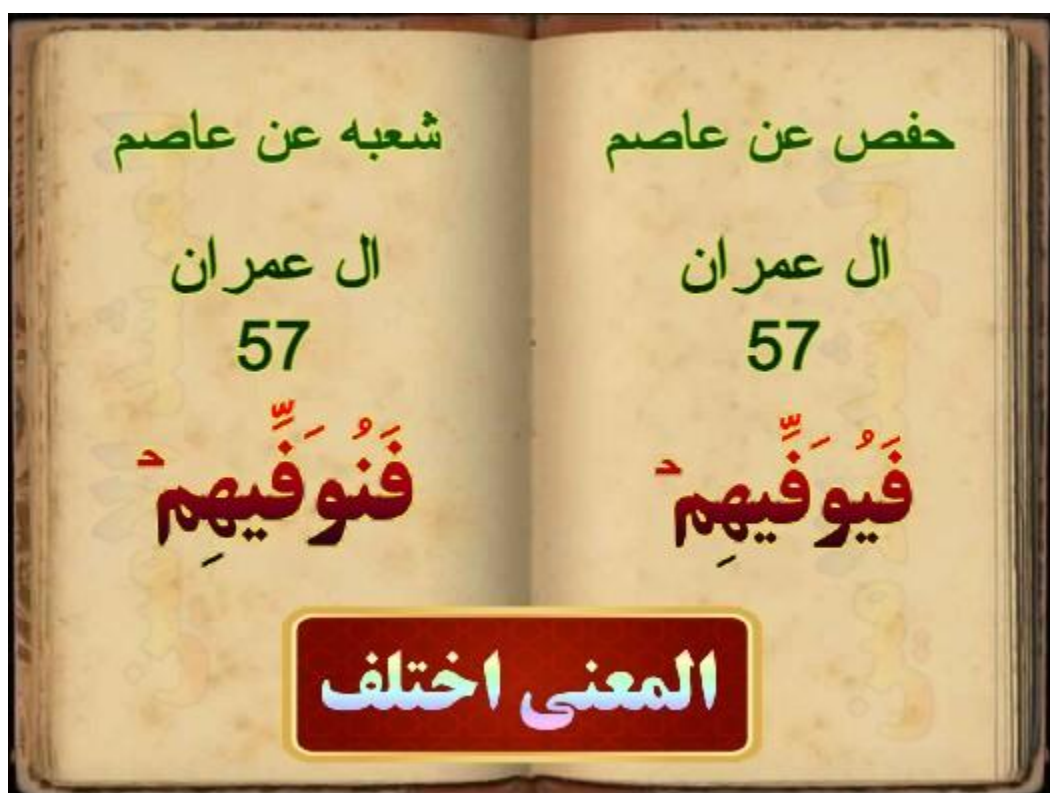 حفص عن عاصم
ال عمران
57
فَيُوَفِّيهِمۡ
شعبه عن عاصم
ال عمران
57
فَنُوَفِّيهِمۡ
المعنى اختلف